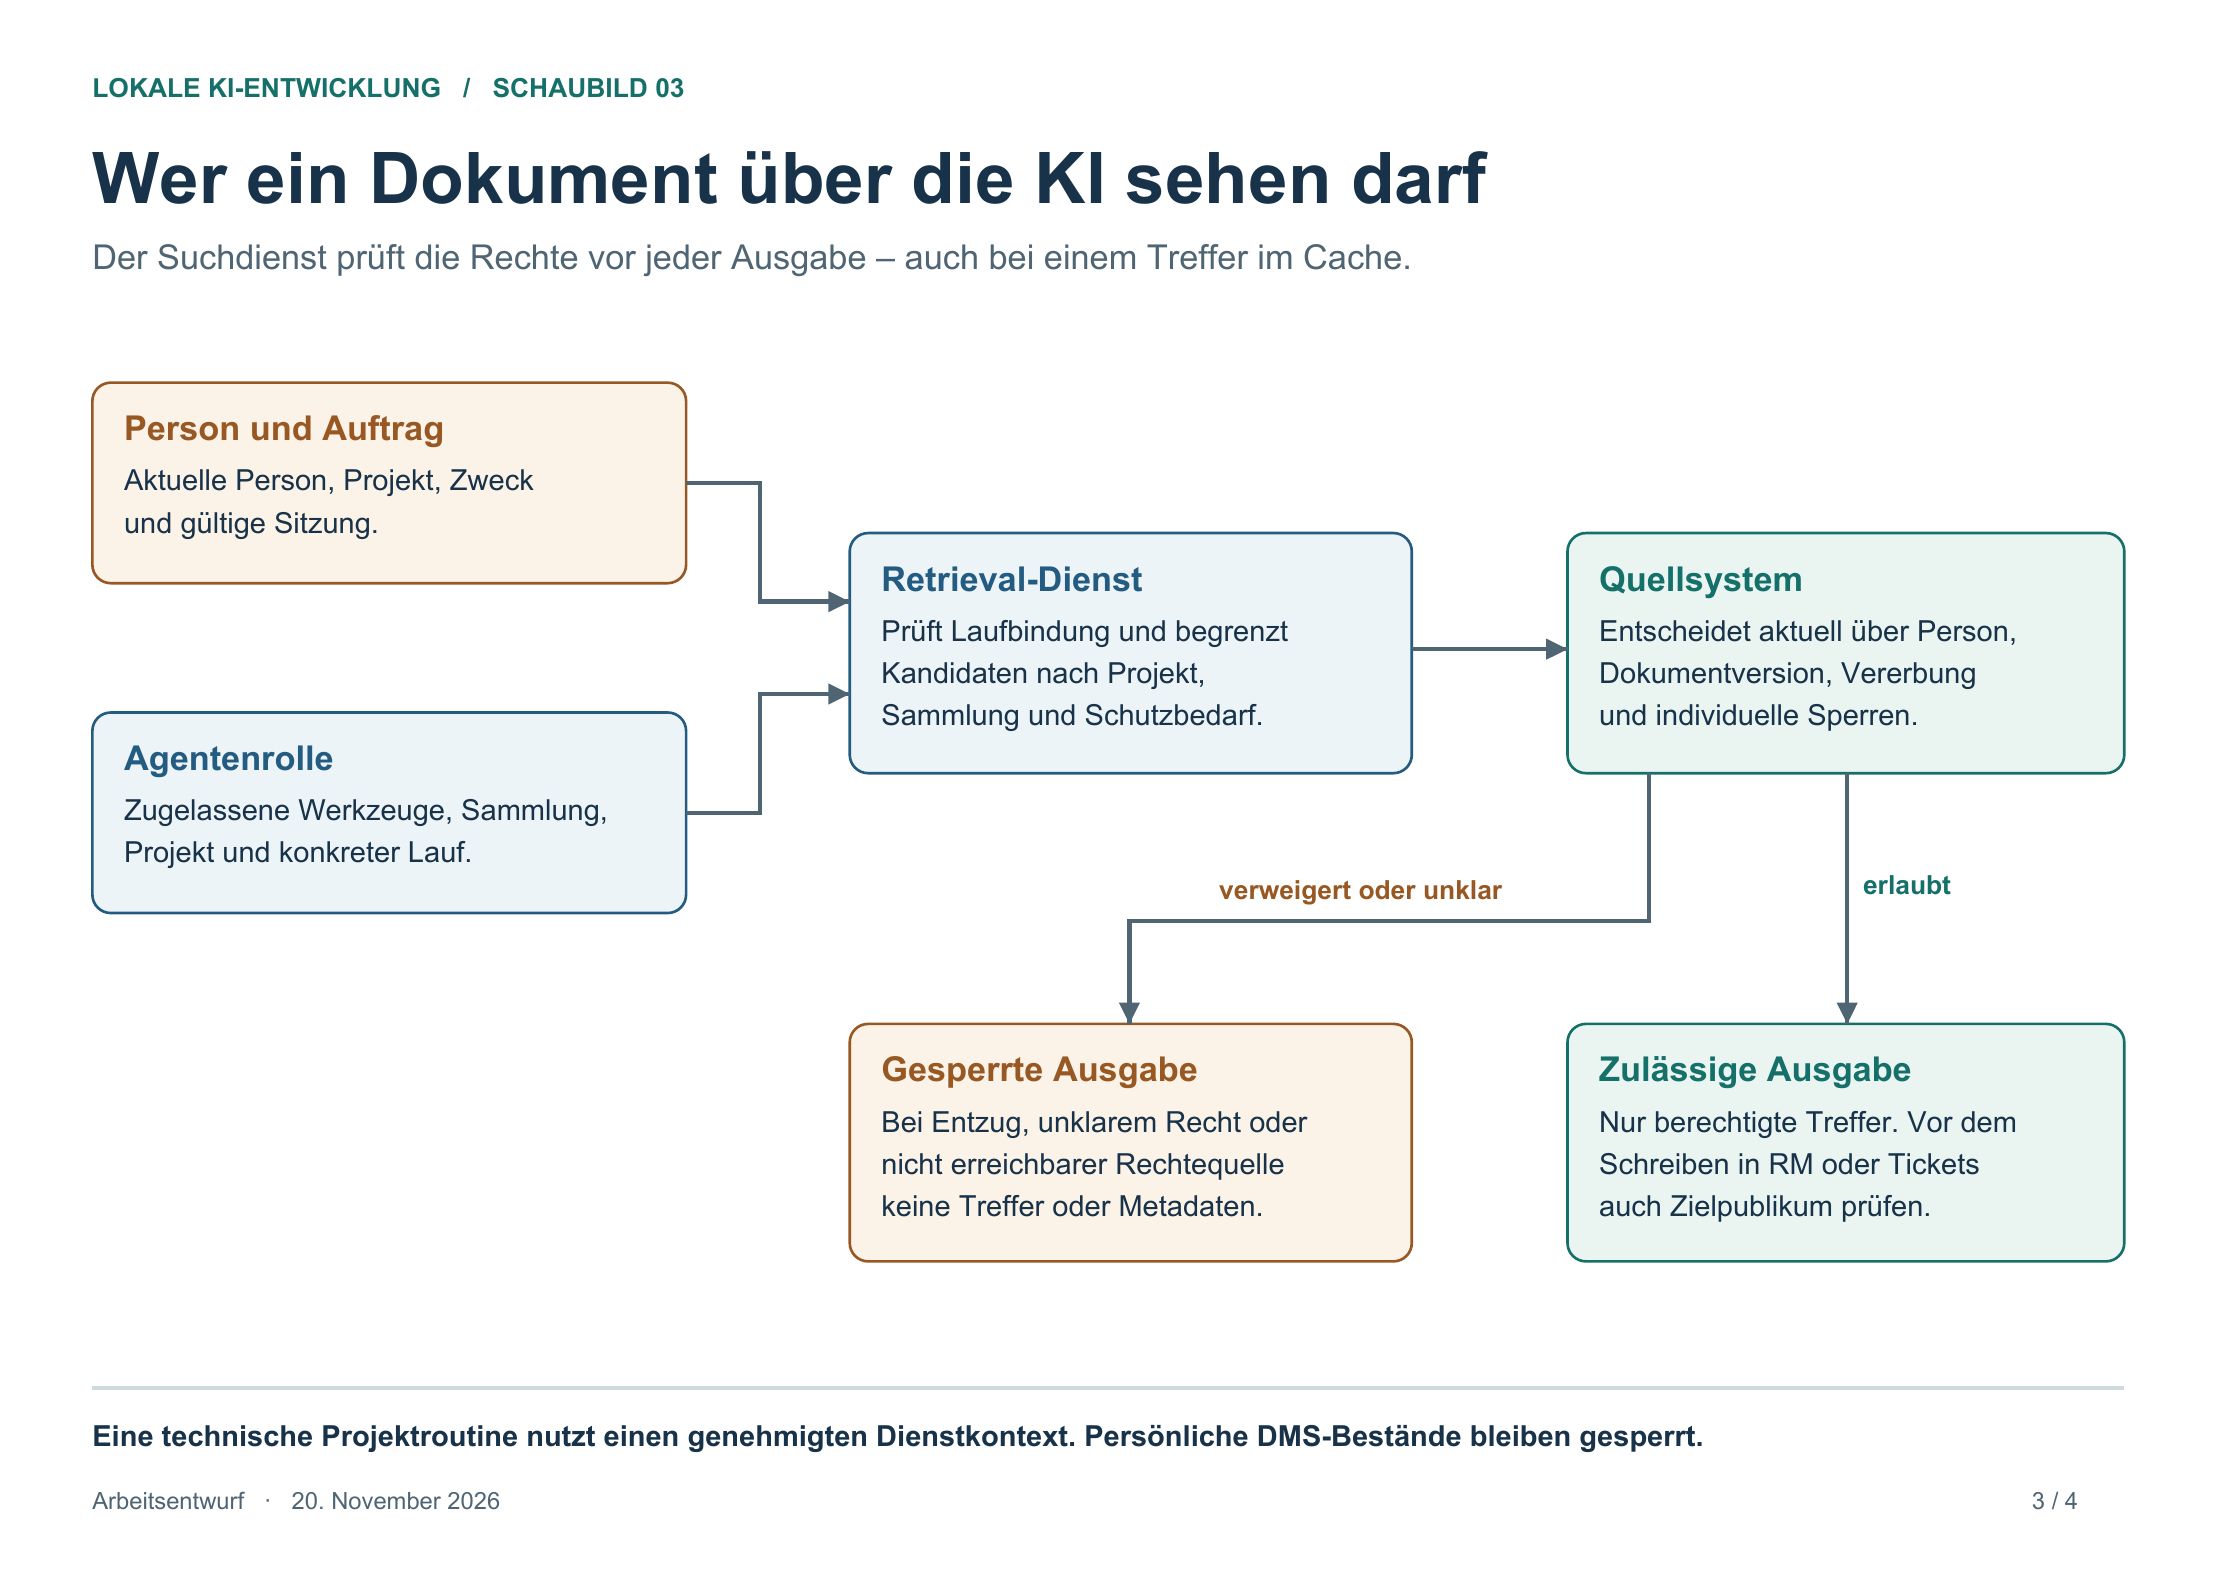 LOKALE KI-ENTWICKLUNG / SCHAUBILD 03
Wer ein Dokument über die KI sehen darf
Der Suchdienst prüft die Rechte vor jeder Ausgabe – auch bei einem Treffer im Cache.
Person und Auftrag
Aktuelle Person, Projekt, Zweck
und gültige Sitzung.
Agentenrolle
Zugelassene Werkzeuge, Sammlung,
Projekt und konkreter Lauf.
Retrieval-Dienst
Prüft Laufbindung und begrenzt
Kandidaten nach Projekt,
Sammlung und Schutzbedarf.
Quellsystem
Entscheidet aktuell über Person,
Dokumentversion, Vererbung
und individuelle Sperren.
verweigert oder unklar
erlaubt
Gesperrte Ausgabe
Bei Entzug, unklarem Recht oder
nicht erreichbarer Rechtequelle
keine Treffer oder Metadaten.
Zulässige Ausgabe
Nur berechtigte Treffer. Vor dem
Schreiben in RM oder Tickets
auch Zielpublikum prüfen.
Eine technische Projektroutine nutzt einen genehmigten Dienstkontext. Persönliche DMS-Bestände bleiben gesperrt.
Arbeitsentwurf · 20. November 2026
3 / 4